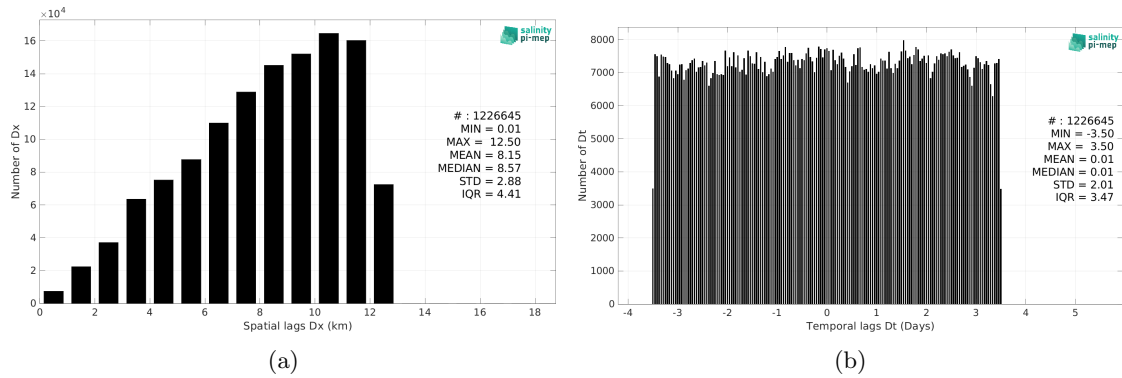 ×10⁴
16
14
12
10
8
6
4
2
0
Number of Dx
salinity
pi-mep
# : 1226645
MIN = 0.01
MAX = 12.50
MEAN = 8.15
MEDIAN = 8.57
STD = 2.88
IQR = 4.41
0 2 4 6 8 10 12 14 16 18
Spatial lags Dx (km)
(a)
8000
7000
6000
5000
4000
3000
2000
1000
0
Number of Dt
salinity
pi-mep
# : 1226645
MIN = -3.50
MAX = 3.50
MEAN = 0.01
MEDIAN = 0.01
STD = 2.01
IQR = 3.47
-4 -3 -2 -1 0 1 2 3 4 5
Temporal lags Dt (Days)
(b)